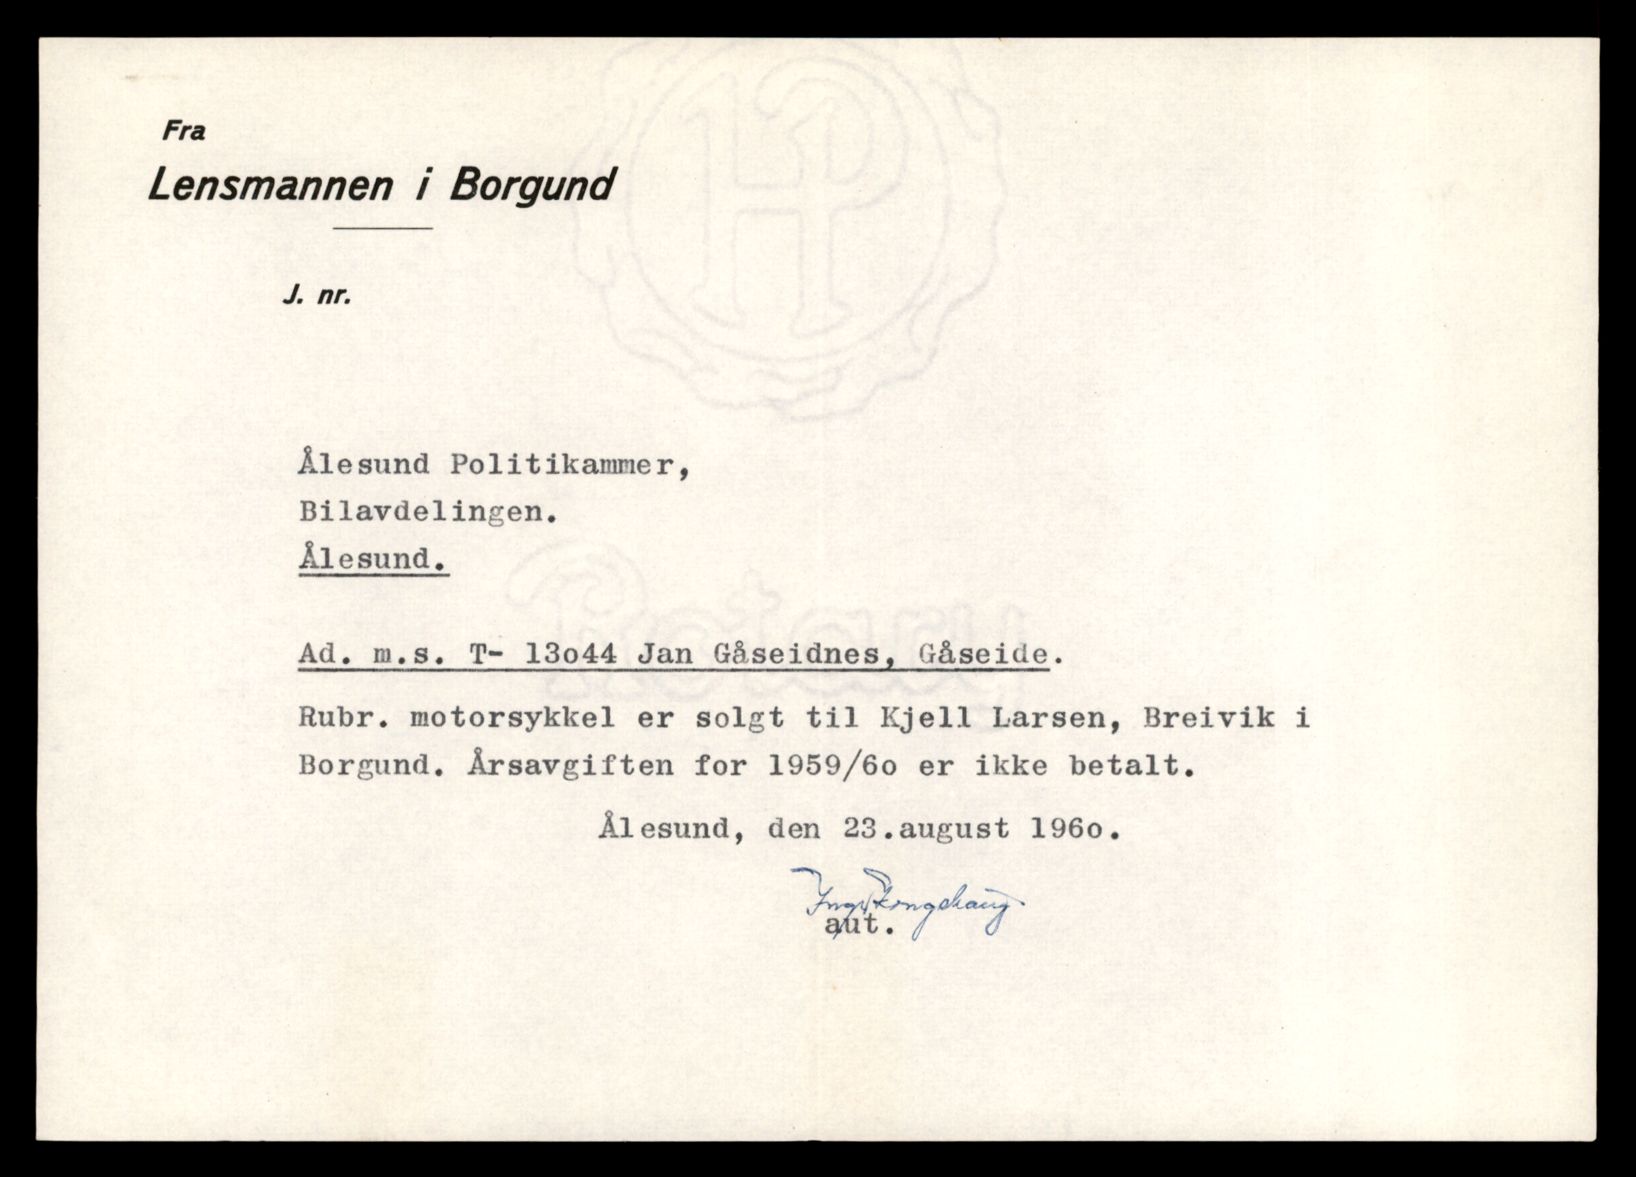 Fra
Lensmannen i Borgund
J. nr.
Ålesund Politikammer,
Bilavdelingen.
Ålesund.
Ad. m.s. T- 13o44 Jan Gåseidnes, Gåseide.
Rubr. motorsykkel er solgt til Kjell Larsen, Breivik i
Borgund. Årsavgiften for 1959/6o er ikke betalt.
Ålesund, den 23.august 196o.
aut.